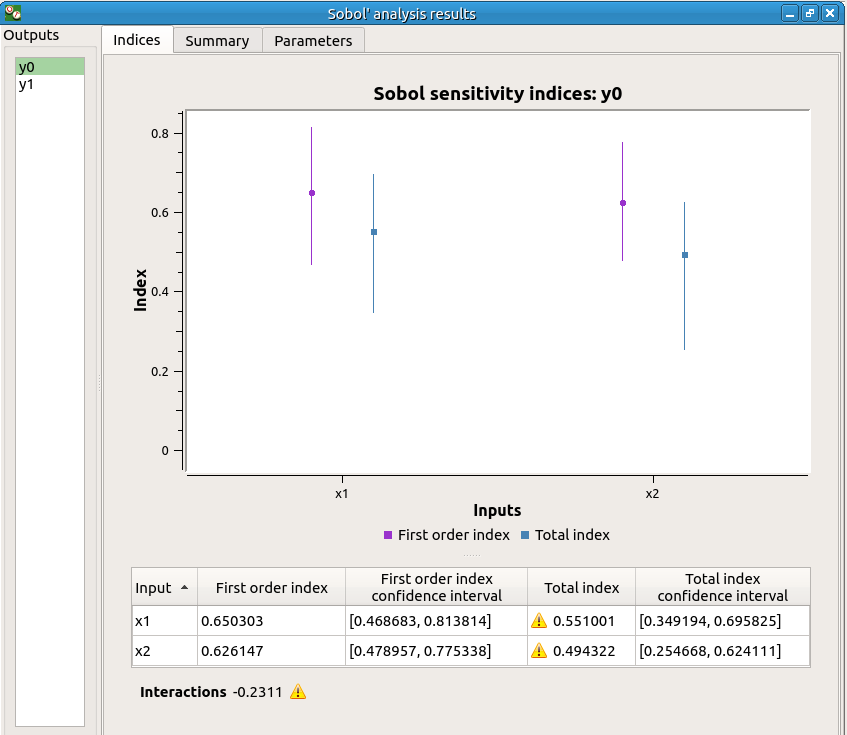 Sobol' analysis results
Outputs
y0
y1
Indices
Summary
Parameters
Sobol sensitivity indices: y0
Index
0.8
0.6
0.4
0.2
0
x1
x2
Inputs
First order index
Total index
Input
First order index
First order index
confidence interval
Total index
Total index
confidence interval
x1 0.650303 [0.468683, 0.813814] 0.551001 [0.349194, 0.695825]
x2 0.626147 [0.478957, 0.775338] 0.494322 [0.254668, 0.624111]
Interactions -0.2311